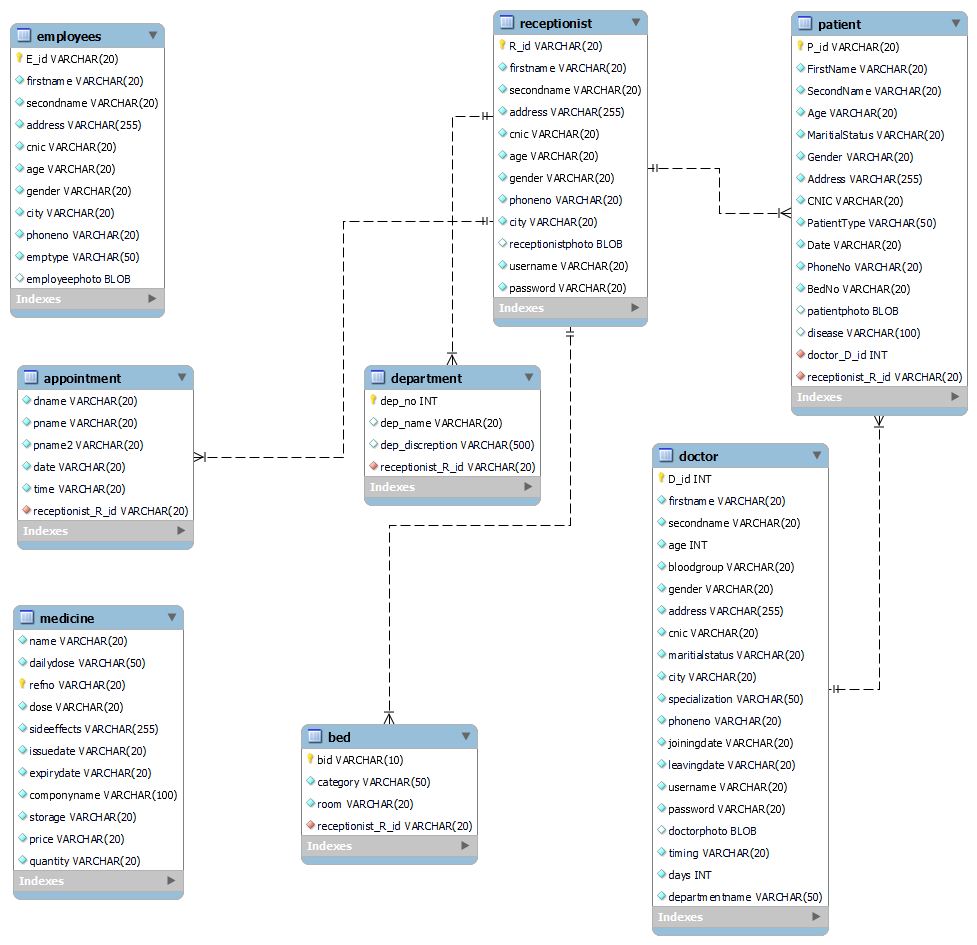 employees
E_id VARCHAR(20)
firstname VARCHAR(20)
secondname VARCHAR(20)
address VARCHAR(255)
cnic VARCHAR(20)
age VARCHAR(20)
gender VARCHAR(20)
city VARCHAR(20)
phoneno VARCHAR(20)
emptype VARCHAR(50)
employeephoto BLOB
Indexes
receptionist
R_id VARCHAR(20)
firstname VARCHAR(20)
secondname VARCHAR(20)
address VARCHAR(255)
cnic VARCHAR(20)
age VARCHAR(20)
gender VARCHAR(20)
phoneno VARCHAR(20)
city VARCHAR(20)
receptionistphoto BLOB
username VARCHAR(20)
password VARCHAR(20)
Indexes
patient
P_id VARCHAR(20)
FirstName VARCHAR(20)
SecondName VARCHAR(20)
Age VARCHAR(20)
MaritialStatus VARCHAR(20)
Gender VARCHAR(20)
Address VARCHAR(255)
CNIC VARCHAR(20)
PatientType VARCHAR(50)
Date VARCHAR(20)
PhoneNo VARCHAR(20)
BedNo VARCHAR(20)
patientphoto BLOB
disease VARCHAR(100)
doctor_D_id INT
receptionist_R_id VARCHAR(20)
Indexes
appointment
dname VARCHAR(20)
pname VARCHAR(20)
pname2 VARCHAR(20)
date VARCHAR(20)
time VARCHAR(20)
receptionist_R_id VARCHAR(20)
Indexes
department
dep_no INT
dep_name VARCHAR(20)
dep_discreption VARCHAR(500)
receptionist_R_id VARCHAR(20)
Indexes
doctor
D_id INT
firstname VARCHAR(20)
secondname VARCHAR(20)
age INT
bloodgroup VARCHAR(20)
gender VARCHAR(20)
address VARCHAR(255)
cnic VARCHAR(20)
maritialstatus VARCHAR(20)
city VARCHAR(20)
specialization VARCHAR(50)
phoneno VARCHAR(20)
joiningdate VARCHAR(20)
leavingdate VARCHAR(20)
username VARCHAR(20)
password VARCHAR(20)
doctorphoto BLOB
timing VARCHAR(20)
days INT
departmentname VARCHAR(50)
Indexes
medicine
name VARCHAR(20)
dailydose VARCHAR(50)
refno VARCHAR(20)
dose VARCHAR(20)
sideeffects VARCHAR(255)
issuedate VARCHAR(20)
expirydate VARCHAR(20)
componyname VARCHAR(100)
storage VARCHAR(20)
price VARCHAR(20)
quantity VARCHAR(20)
Indexes
bed
bid VARCHAR(10)
category VARCHAR(50)
room VARCHAR(20)
receptionist_R_id VARCHAR(20)
Indexes